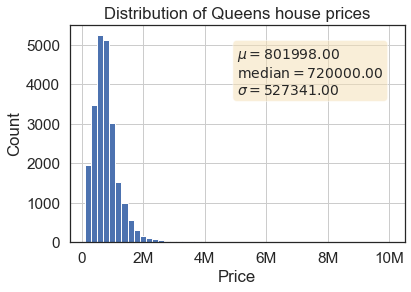 Distribution of Queens house prices
μ = 801998.00
median = 720000.00
σ = 527341.00
Count
5000
4000
3000
2000
1000
0
0 2M 4M 6M 8M 10M
Price